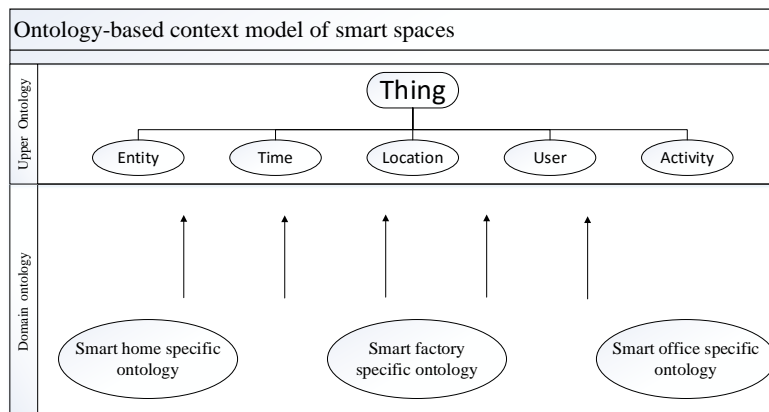 Ontology-based context model of smart spaces
Upper Ontology
Thing
Entity
Time
Location
User
Activity
Domain ontology
Smart home specific
ontology
Smart factory
specific ontology
Smart office specific
ontology